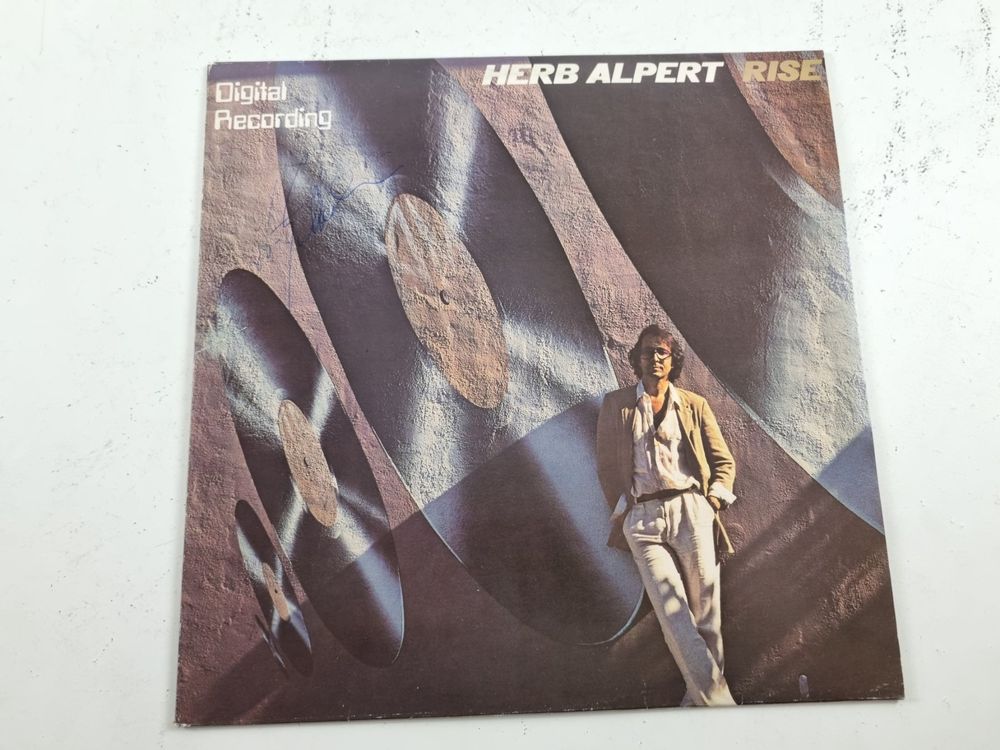 HERB ALPERT RISE
Digital
Recording